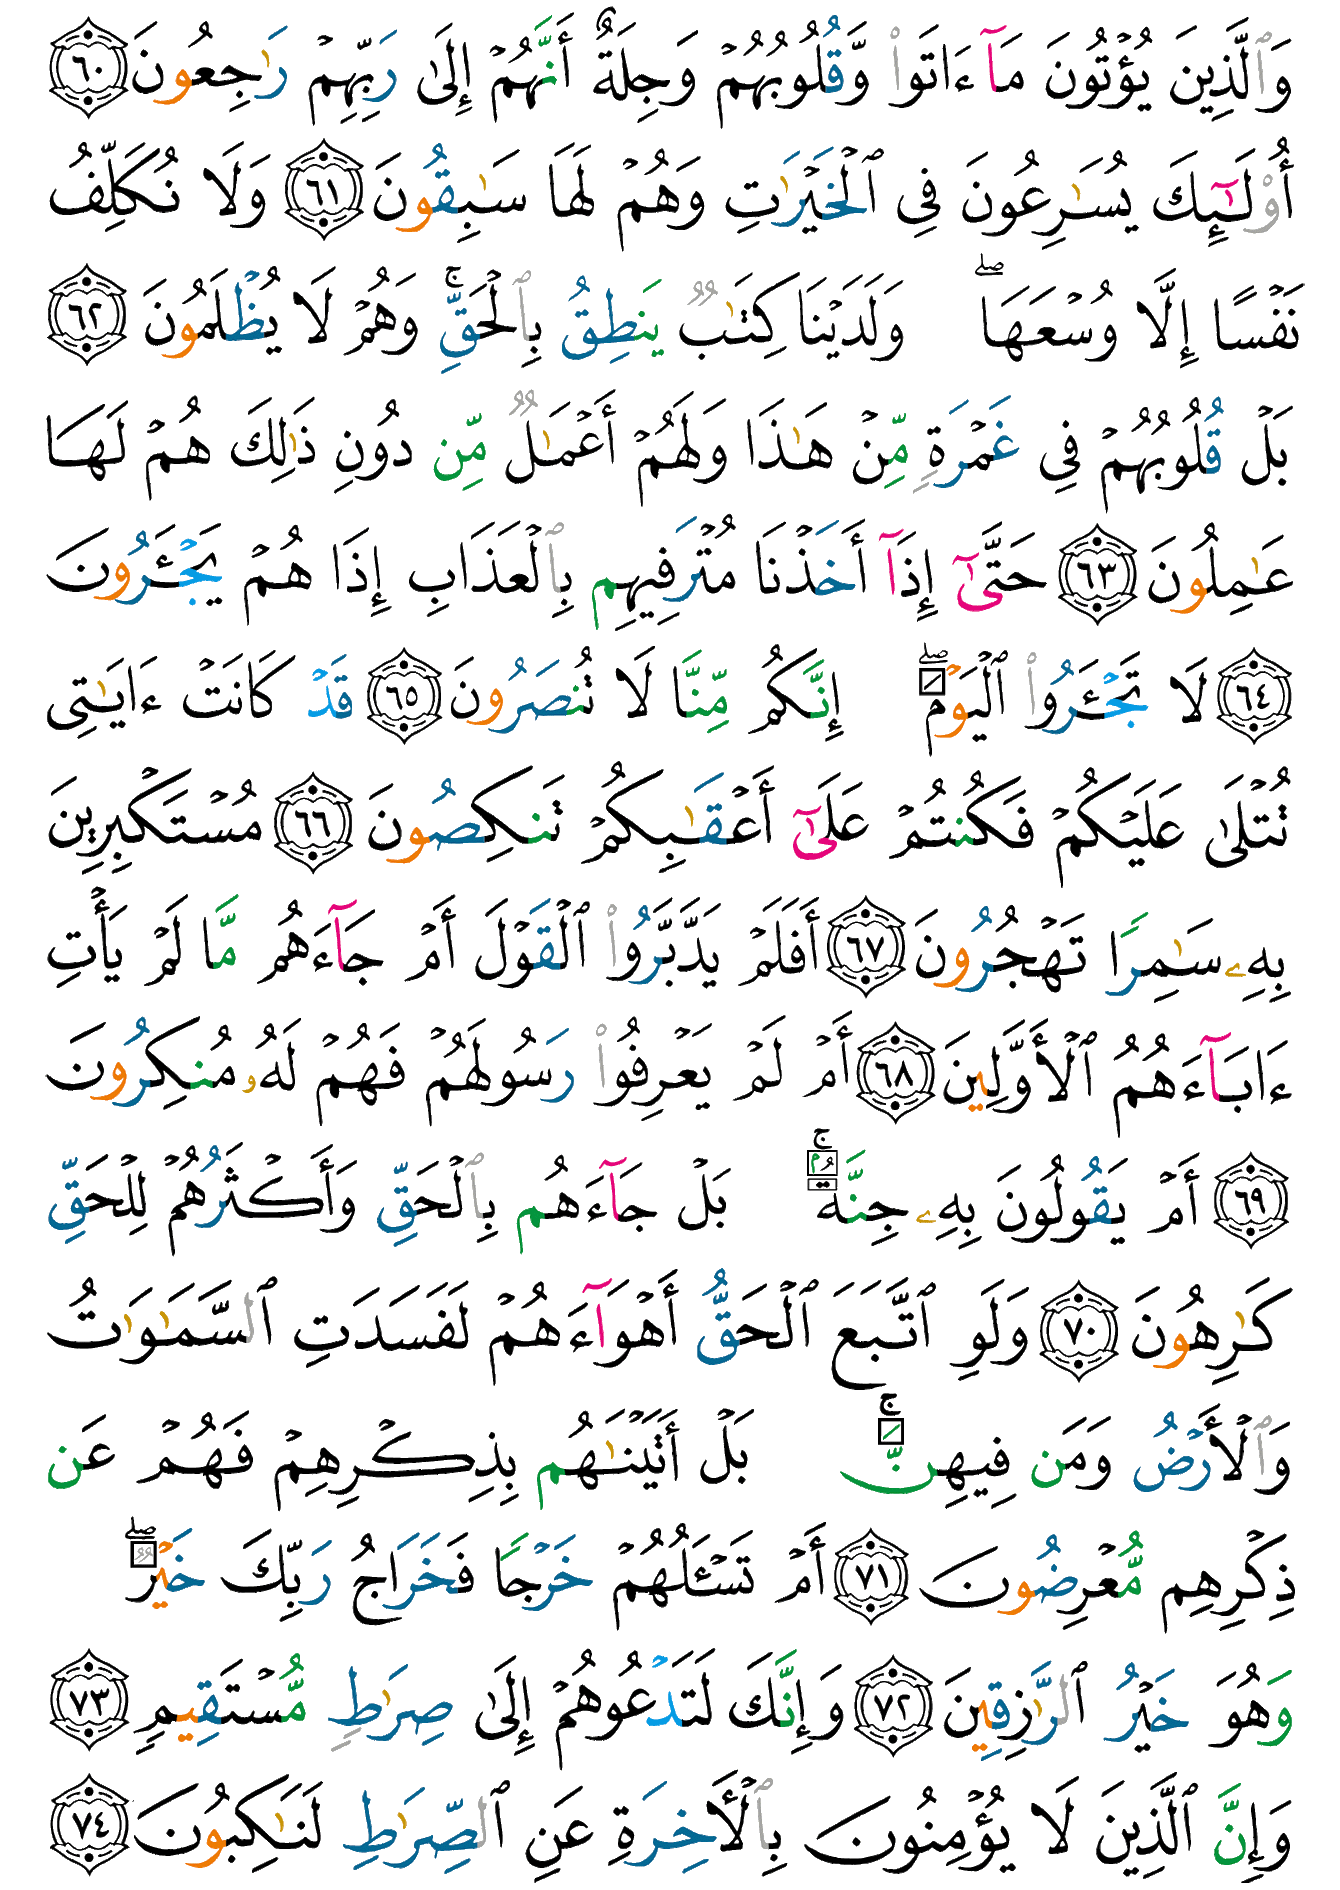 وَٱلَّذِينَ يُؤۡتُونَ مَآ ءَاتَواْ وَّقُلُوبُهُمۡ وَجِلَةٌ أَنَّهُمۡ إِلَىٰ رَبِّهِمۡ رَٰجِعُونَ ٦٠
أُوْلَـٰٓئِكَ يُسَـٰرِعُونَ فِى ٱلۡخَيۡرَٰتِ وَهُمۡ لَهَا سَـٰبِقُونَ ٦١ وَلَا نُكَلِّفُ
نَفۡسًا إِلَّا وُسۡعَهَاۖ وَلَدَيۡنَا كِتَـٰبٌ يَنطِقُ بِٱلۡحَقِّۚ وَهُمۡ لَا يُظۡلَمُونَ ٦٢
بَلۡ قُلُوبُهُمۡ فِى غَمۡرَةٍ مِّنۡ هَـٰذَا وَلَهُمۡ أَعۡمَـٰلٌ مِّن دُونِ ذَٰلِكَ هُمۡ لَهَا
عَـٰمِلُونَ ٦٣ حَتَّىٰٓ إِذَآ أَخَذۡنَا مُتۡرَفِيهِم بِٱلۡعَذَابِ إِذَا هُمۡ يَجۡـَٔرُونَ
٦٤ لَا تَجۡـَٔرُواْ ٱلۡيَوۡمَۖ إِنَّكُم مِّنَّا لَا تُنصَرُونَ ٦٥ قَدۡ كَانَتۡ ءَايَـٰتِى
تُتۡلَىٰ عَلَيۡكُمۡ فَكُنتُمۡ عَلَىٰٓ أَعۡقَـٰبِكُمۡ تَنكِصُونَ ٦٦ مُسۡتَكۡبِرِينَ
بِهِۦ سَـٰمِرًا تَهۡجُرُونَ ٦٧ أَفَلَمۡ يَدَّبَّرُواْ ٱلۡقَوۡلَ أَمۡ جَآءَهُم مَّا لَمۡ يَأۡتِ
ءَابَآءَهُمُ ٱلۡأَوَّلِينَ ٦٨ أَمۡ لَمۡ يَعۡرِفُواْ رَسُولَهُمۡ فَهُمۡ لَهُۥ مُنكِرُونَ
٦٩ أَمۡ يَقُولُونَ بِهِۦ جِنَّةُۢۚ بَلۡ جَآءَهُم بِٱلۡحَقِّ وَأَكۡثَرُهُمۡ لِلۡحَقِّ
كَـٰرِهُونَ ٧٠ وَلَوِ ٱتَّبَعَ ٱلۡحَقُّ أَهۡوَآءَهُمۡ لَفَسَدَتِ ٱلسَّمَـٰوَٰتُ
وَٱلۡأَرۡضُ وَمَن فِيهِنَّۚ بَلۡ أَتَيۡنَـٰهُم بِذِكۡرِهِمۡ فَهُمۡ عَن
ذِكۡرِهِم مُّعۡرِضُونَ ٧١ أَمۡ تَسۡـَٔلُهُمۡ خَرۡجًا فَخَرَاجُ رَبِّكَ خَيۡرٌۖ
وَهُوَ خَيۡرُ ٱلرَّٰزِقِينَ ٧٢ وَإِنَّكَ لَتَدۡعُوهُمۡ إِلَىٰ صِرَٰطٍ مُّسۡتَقِيمٍ ٧٣
وَإِنَّ ٱلَّذِينَ لَا يُؤۡمِنُونَ بِٱلۡأَخِرَةِ عَنِ ٱلصِّرَٰطِ لَنَـٰكِبُونَ ٧٤